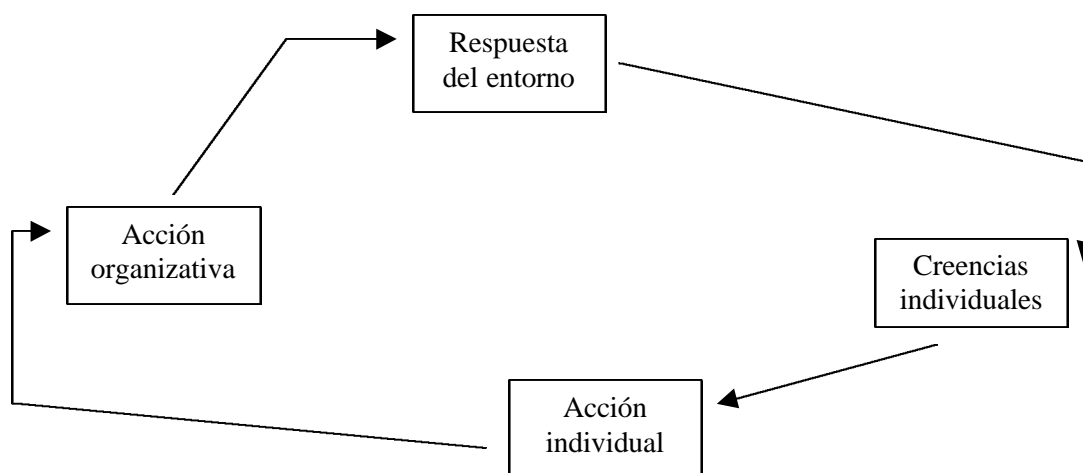 Respuesta
del entorno
Acción
organizativa
Creencias
individuales
Acción
individual